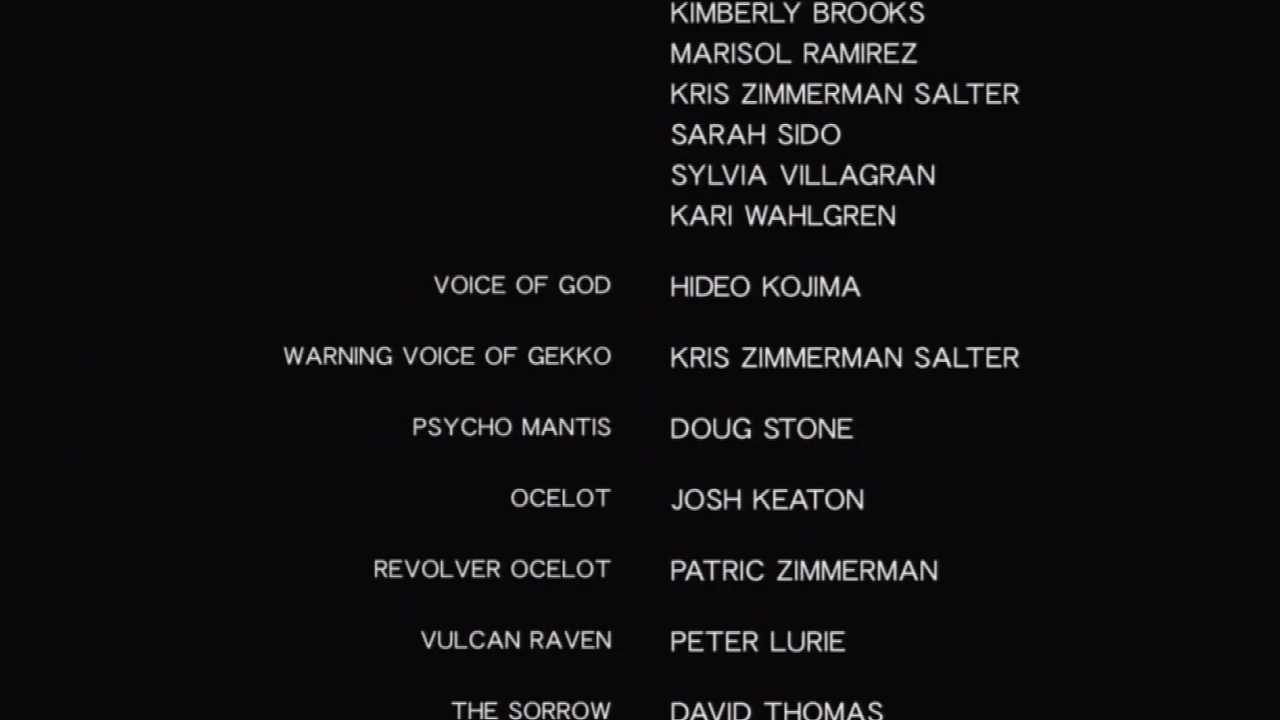 KIMBERLY BROOKS
MARISOL RAMIREZ
KRIS ZIMMERMAN SALTER
SARAH SIDO
SYLVIA VILLAGRAN
KARI WAHLGREN
VOICE OF GOD HIDEO KOJIMA
WARNING VOICE OF GEKKO KRIS ZIMMERMAN SALTER
PSYCHO MANTIS DOUG STONE
OCELOT JOSH KEATON
REVOLVER OCELOT PATRIC ZIMMERMAN
VULCAN RAVEN PETER LURIE
THE SORROW DAVID THOMAS